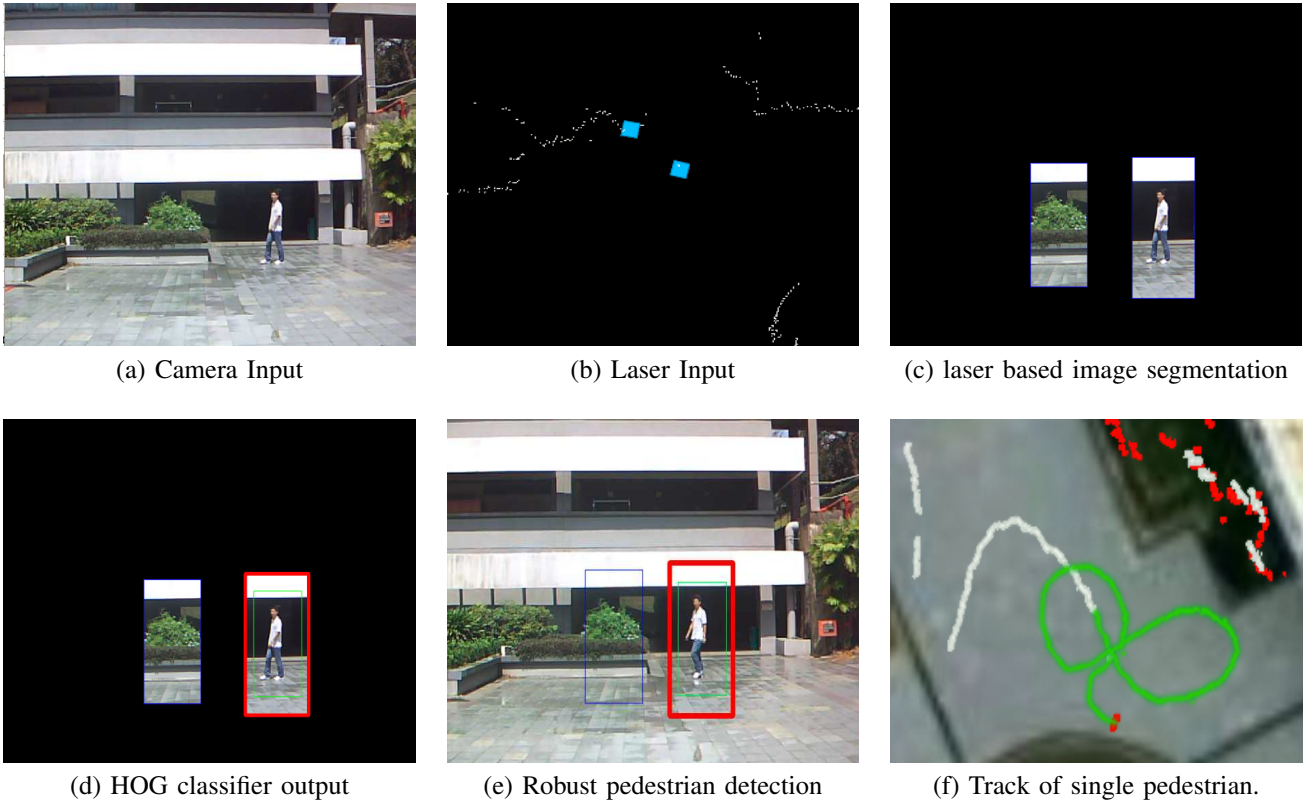 (a) Camera Input
(b) Laser Input
(c) laser based image segmentation
(d) HOG classifier output
(e) Robust pedestrian detection
(f) Track of single pedestrian.